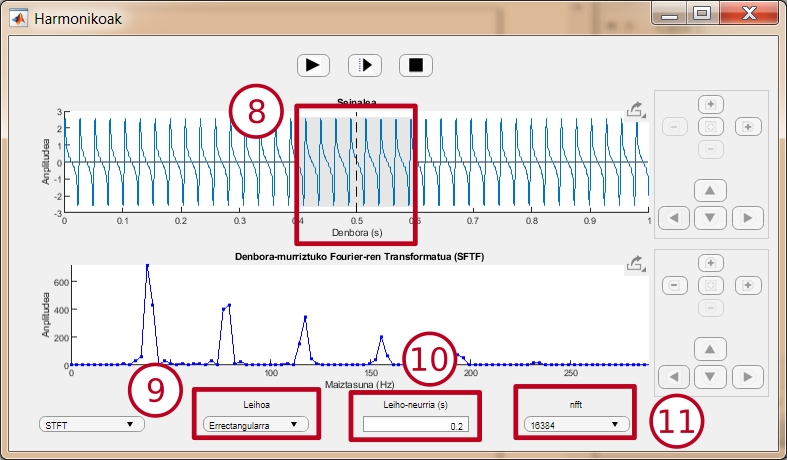 Harmonikoak
8
Seinalea
Anplitudea
3
2
1
0
-1
-2
-3
0
0.1
0.2
0.3
0.4
0.5
0.6
0.7
0.8
0.9
1
Denbora (s)
Denbora-murriztuko Fourier-ren Transformatua (SFTF)
Anplitudea
600
400
200
0
0
100
150
200
250
Maiztasuna (Hz)
9
10
11
Leihoa
Leiho-neurria (s)
nfft
STFT
Errectangularra
0.2
16384